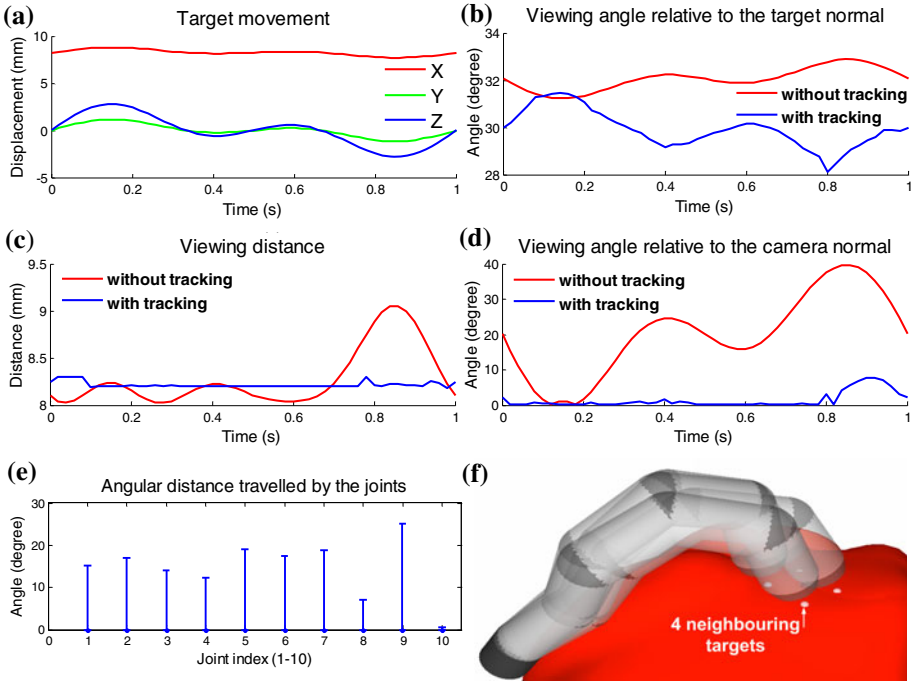 (a)
Target movement
Displacement (mm)
10
5
0
-5
X
Y
Z
0
0.2
0.4
0.6
0.8
1
Time (s)
(b)
Viewing angle relative to the target normal
Angle (degree)
34
32
30
28
without tracking
with tracking
0
0.2
0.4
0.6
0.8
1
Time (s)
(c)
Viewing distance
Distance (mm)
9.5
9
8.5
8
without tracking
with tracking
0
0.2
0.4
0.6
0.8
1
Time (s)
(d)
Viewing angle relative to the camera normal
Angle (degree)
40
30
20
10
0
without tracking
with tracking
0
0.2
0.4
0.6
0.8
1
Time (s)
(e)
Angular distance travelled by the joints
Angle (degree)
30
20
10
0
0
1
2
3
4
5
6
7
8
9
10
Joint index (1-10)
(f)
4 neighbouring
targets